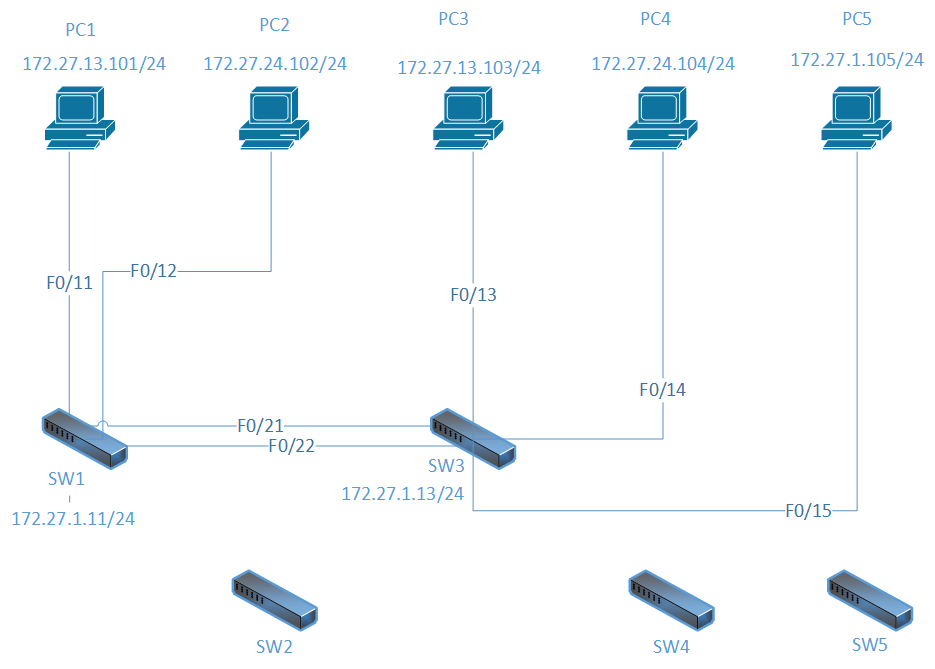 PC1
PC2
PC3
PC4
PC5
172.27.13.101/24
172.27.24.102/24
172.27.13.103/24
172.27.24.104/24
172.27.1.105/24
F0/11
F0/12
F0/13
F0/14
F0/21
F0/22
SW1
172.27.1.11/24
SW3
172.27.1.13/24
F0/15
SW2
SW4
SW5